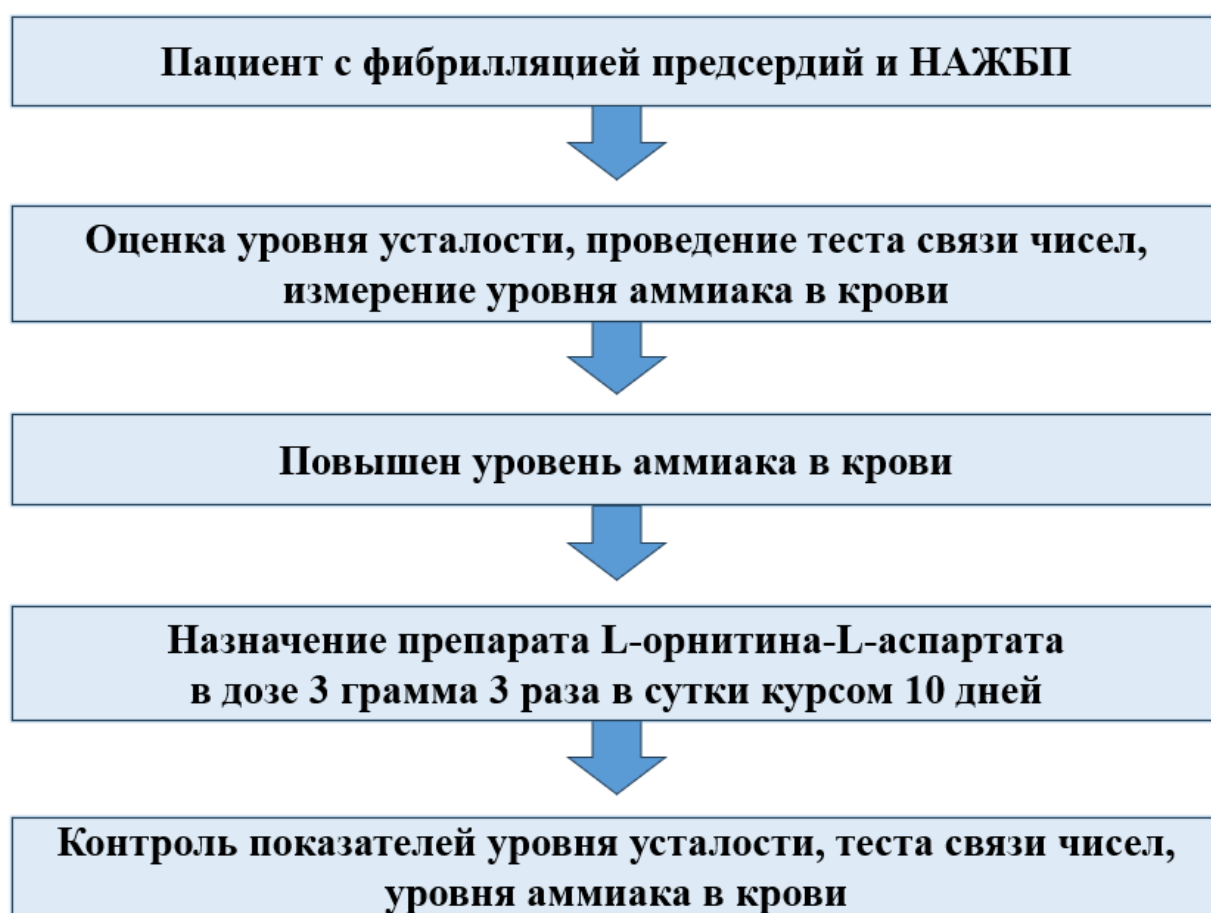 Пациент с фибрилляцией предсердий и НАЖБП
Оценка уровня усталости, проведение теста связи чисел,
измерение уровня аммиака в крови
Повышен уровень аммиака в крови
Назначение препарата L-орнитина-L-аспартата
в дозе 3 грамма 3 раза в сутки курсом 10 дней
Контроль показателей уровня усталости, теста связи чисел,
уровня аммиака в крови